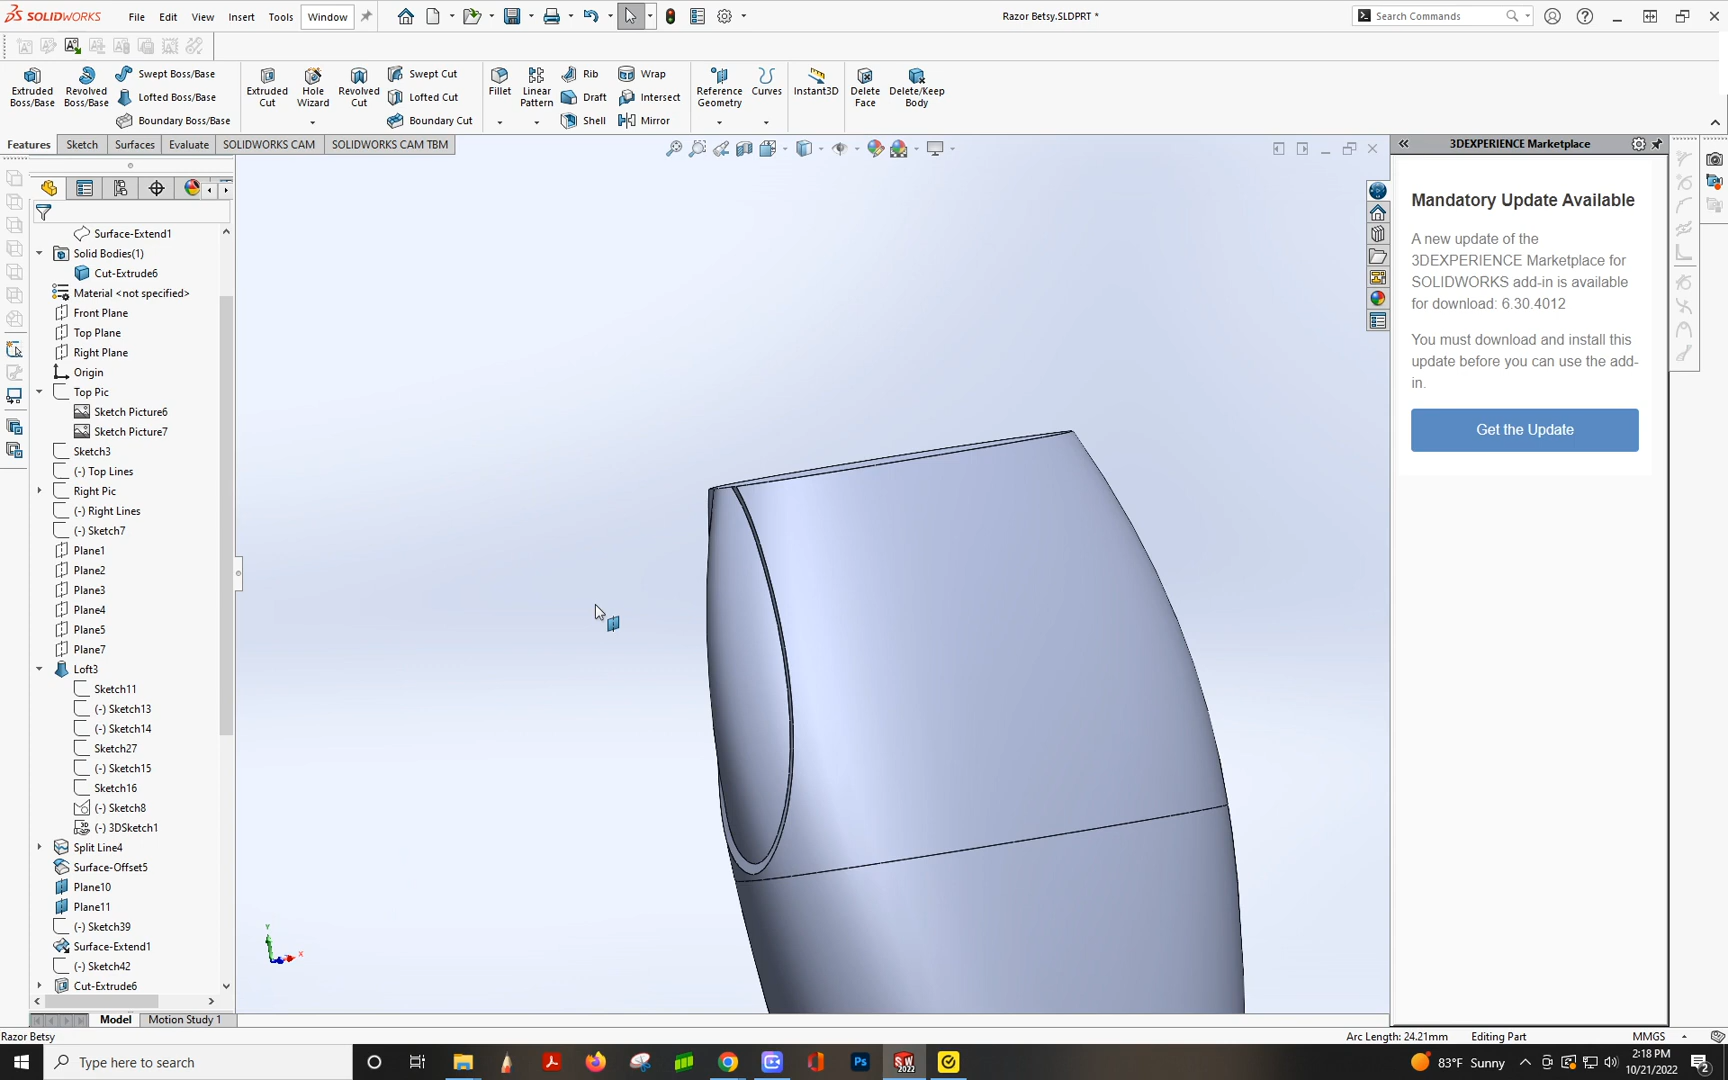 SOLIDWORKS File Edit View Insert Tools Window Razor Betsy.SLDPRT * Search Commands
Extruded Boss/Base
Revolved Boss/Base
Swept Boss/Base
Lofted Boss/Base
Boundary Boss/Base
Extruded Cut
Hole Wizard
Revolved Cut
Swept Cut
Lofted Cut
Boundary Cut
Fillet
Linear Pattern
Rib
Draft
Shell
Wrap
Intersect
Mirror
Reference Geometry
Curves
Instant3D
Delete Face
Delete/Keep Body
Features Sketch Surfaces Evaluate SOLIDWORKS CAM SOLIDWORKS CAM TBM
Surface-Extend1
Solid Bodies(1)
Cut-Extrude6
Material <not specified>
Front Plane
Top Plane
Right Plane
Origin
Top Pic
Sketch Picture6
Sketch Picture7
Sketch3
(-) Top Lines
Right Pic
(-) Right Lines
(-) Sketch7
Plane1
Plane2
Plane3
Plane4
Plane5
Plane7
Loft3
Sketch11
(-) Sketch13
(-) Sketch14
Sketch27
(-) Sketch15
Sketch16
(-) Sketch8
(-) 3DSketch1
Split Line4
Surface-Offset5
Plane10
Plane11
(-) Sketch39
Surface-Extend1
(-) Sketch42
Cut-Extrude6
Y
X
3DEXPERIENCE Marketplace
Mandatory Update Available
A new update of the
3DEXPERIENCE Marketplace for
SOLIDWORKS add-in is available
for download: 6.30.4012
You must download and install this
update before you can use the add-
in.
Get the Update
Model Motion Study 1
Razor Betsy Arc Length: 24.21mm Editing Part MMGS
Type here to search
Ps
SW
2022
83°F Sunny
2:18 PM
10/21/2022
2